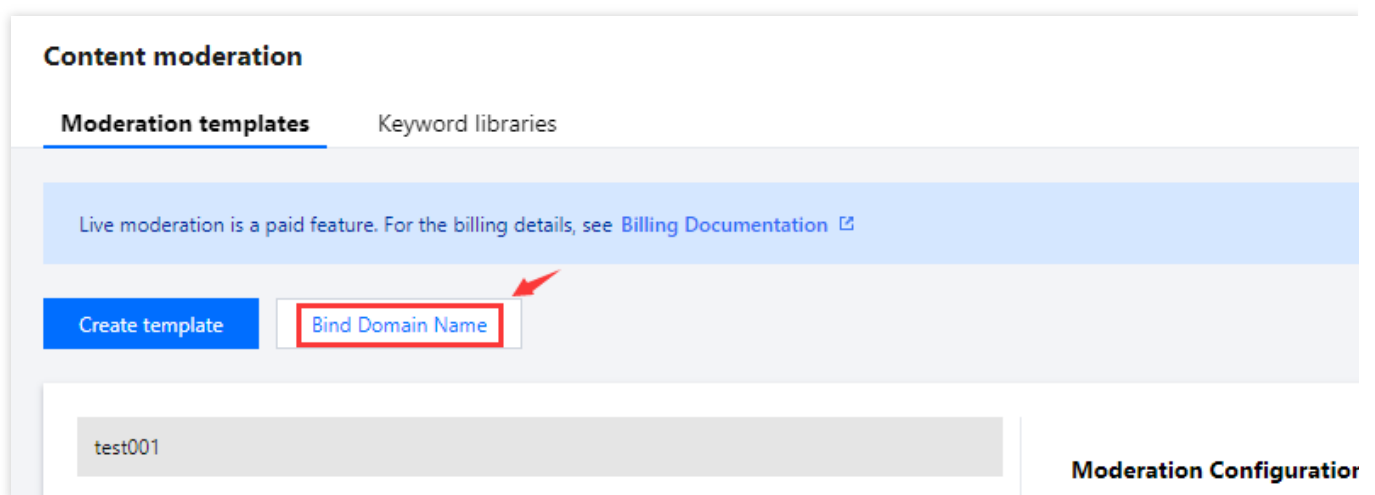 Content moderation
Moderation templates Keyword libraries
Live moderation is a paid feature. For the billing details, see Billing Documentation
Create template Bind Domain Name
test001
Moderation Configuration